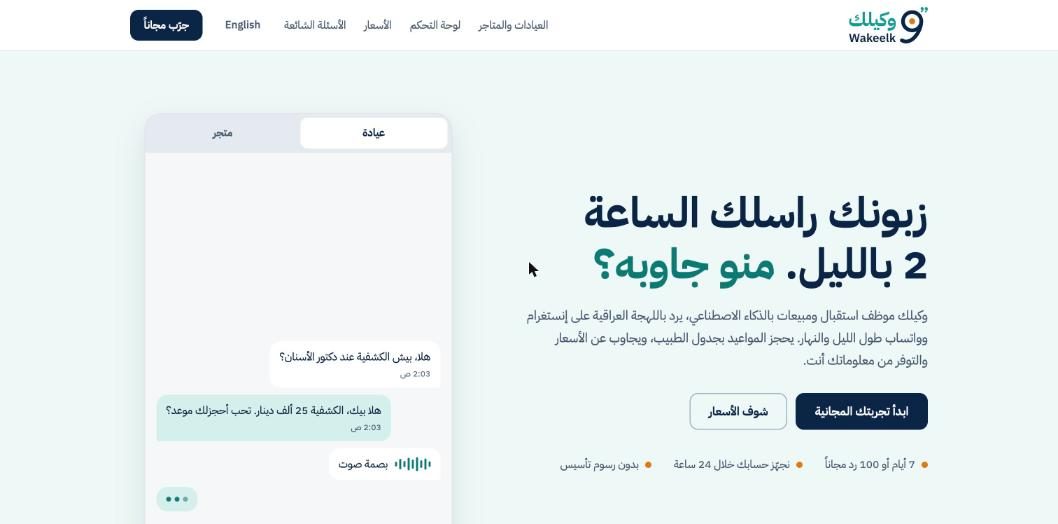 وكيلك
Wakeelk
العيادات والمتاجر
لوحة التحكم
الأسعار
الأسئلة الشائعة
English
جرّب مجاناً
زبونك راسلك الساعة
2 بالليل. منو جاوبه؟
وكيلك موظف استقبال ومبيعات بالذكاء الاصطناعي، يرد باللهجة العراقية على إنستغرام
وواتساب طول الليل والنهار. يحجز المواعيد بجدول الطبيب، ويجاوب عن الأسعار
والتوفر من معلوماتك أنت.
ابدأ تجربتك المجانية
شوف الأسعار
7 أيام أو 100 رد مجاناً
نجهّز حسابك خلال 24 ساعة
بدون رسوم تأسيس
عيادة
متجر
هلا، بيش الكشفية عند دكتور الأسنان؟
2:03 ص
هلا بيك، الكشفية 25 ألف دينار. تحب أحجزلك موعد؟
2:03 ص
بصمة صوت